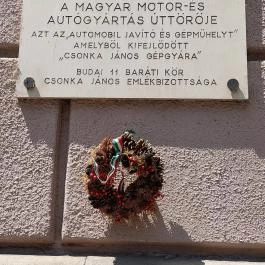 A MAGYAR MOTOR-ÉS
AUTÓGYÁRTÁS ÚTTÖRŐJE
AZT AZ „AUTOMOBIL JAVÍTÓ ÉS GÉPMŰHELYT”
AMELYBŐL KIFEJLŐDÖTT
„CSONKA JÁNOS GÉPGYÁRA”
BUDAI 11 BARÁTI KÖR
CSONKA JÁNOS EMLÉKBIZOTTSÁGA